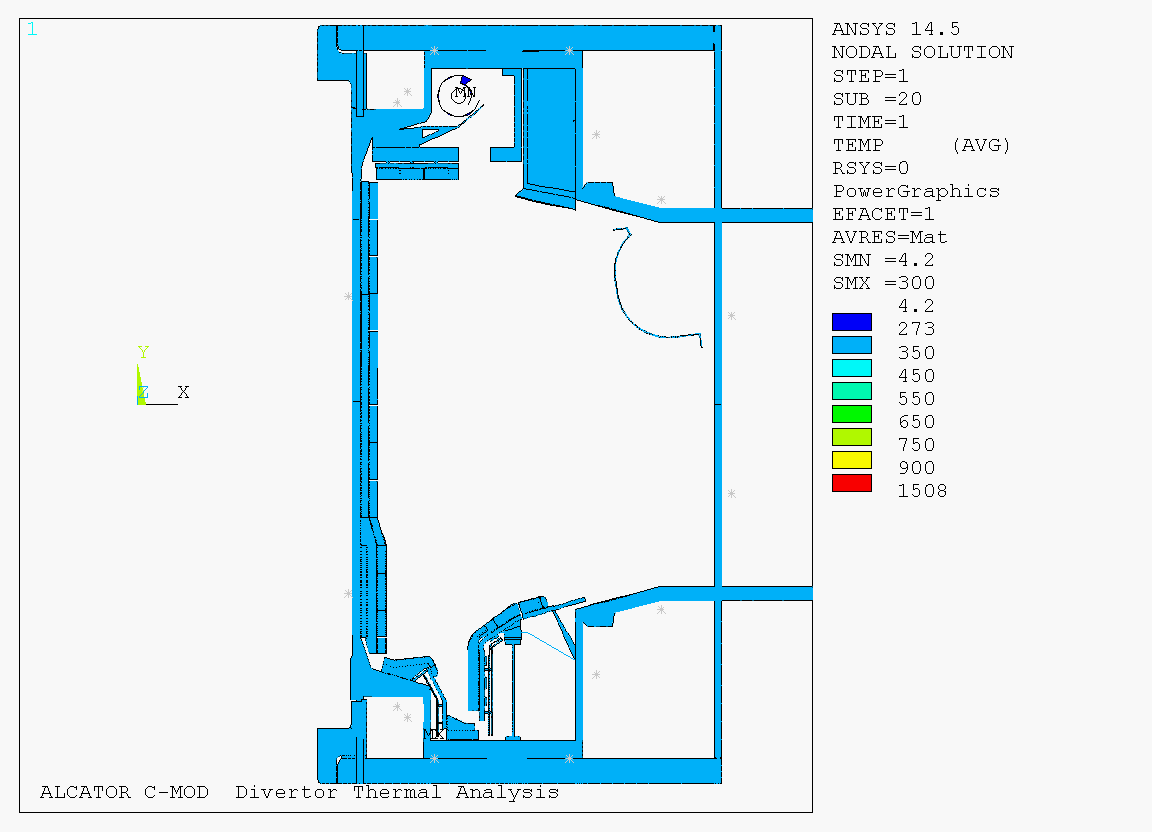 1
ANSYS 14.5
NODAL SOLUTION
STEP=1
SUB =20
TIME=1
TEMP (AVG)
RSYS=0
PowerGraphics
EFACET=1
AVRES=Mat
SMN =4.2
SMX =300
4.2
273
350
450
550
650
750
900
1508
MN
Y
Z X
ALCATOR C-MOD Divertor Thermal Analysis